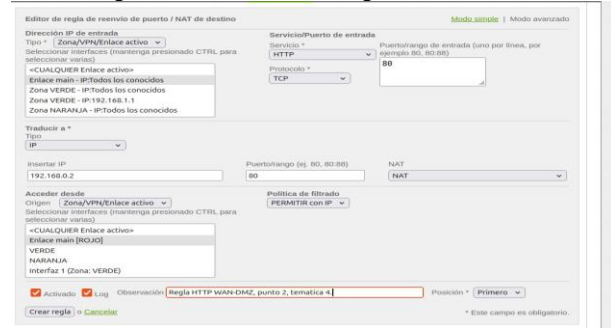 Editor de regla de reenvio de puerto / NAT de destino
Modo simple | Modo avanzado
Dirección IP de entrada
Tipo * Zona/VPN/Enlace activo
Seleccionar interfaces (mantenga presionado CTRL para
seleccionar varias)
<CUALQUIER Enlace activo>
Enlace main - IP:Todos los conocidos
Zona VERDE - IP:Todos los conocidos
Zona VERDE - IP:192.168.1.1
Zona NARANJA - IP:Todos los conocidos
Servicio/Puerto de entrada
Servicio *
HTTP
Protocolo *
TCP
Puerto/rango de entrada (uno por línea, por
ejemplo 80, 80:88)
80
Traducir a *
Tipo
IP
Insertar IP
192.168.0.2
Puerto/rango (ej. 80, 80:88)
80
NAT
NAT
Acceder desde
Origen Zona/VPN/Enlace activo
Seleccionar interfaces (mantenga presionado CTRL para
seleccionar varias)
<CUALQUIER Enlace activo>
Enlace main [ROJO]
VERDE
NARANJA
Interfaz 1 (Zona: VERDE)
Política de filtrado
PERMITIR con IP
Activado Log Observación Regla HTTP WAN-DMZ, punto 2, tematica 4. Posición * Primero
Crear regla o Cancelar
* Este campo es obligatorio.